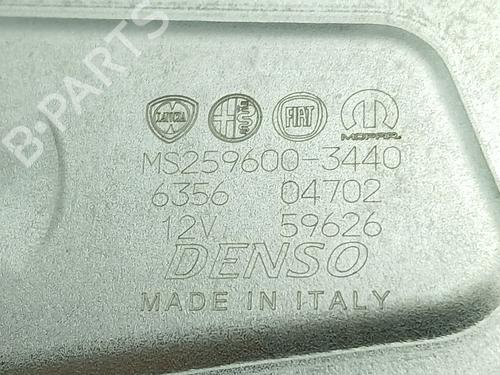 B-PARTS
LANCIA FIAT MOPAR
MS259600-3440
6356 04702
12V 59626
DENSO
MADE IN ITALY